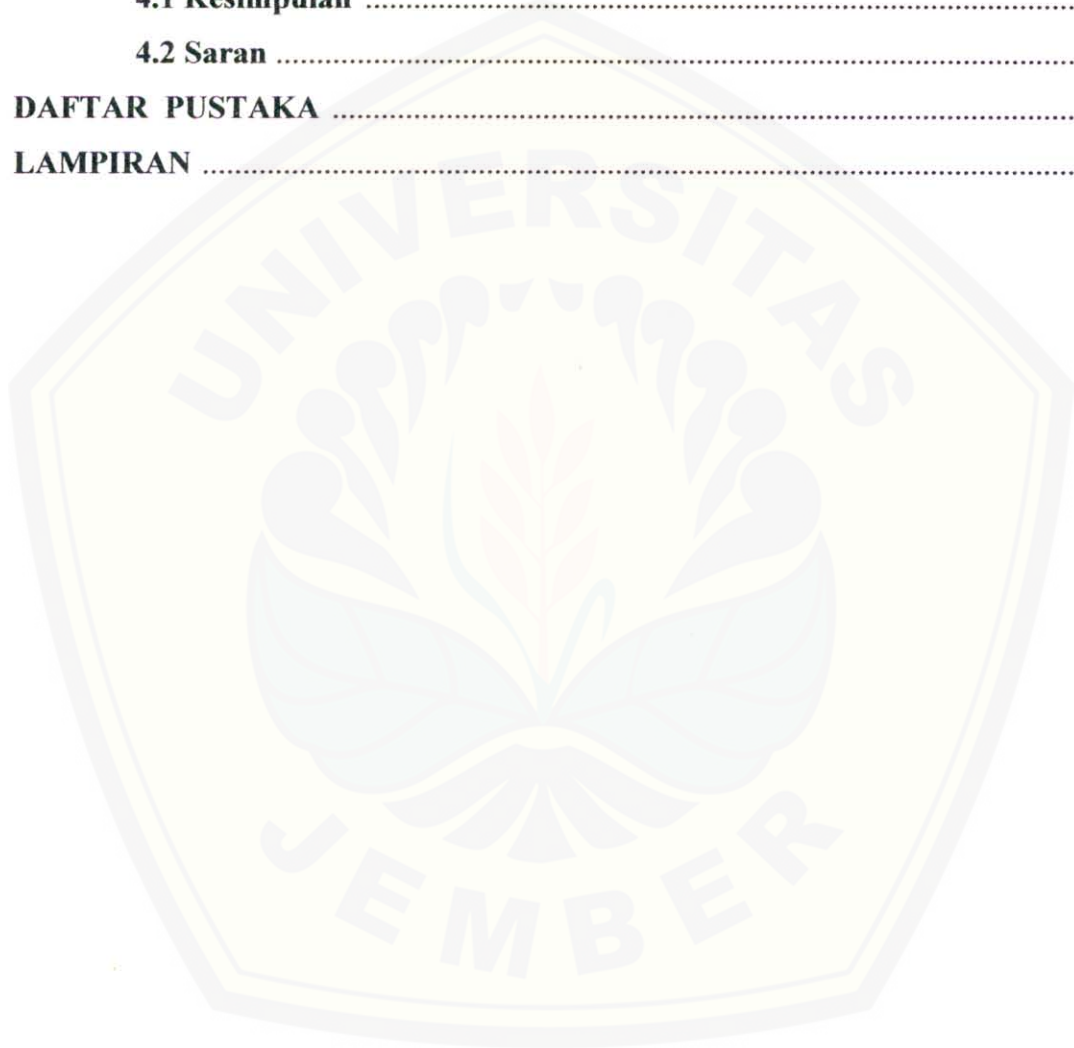 4.1 Kesimpulan ................................................................
4.2 Saran ................................................................
DAFTAR PUSTAKA ................................................................
LAMPIRAN ................................................................
UNIVERSITAS
JEMBER